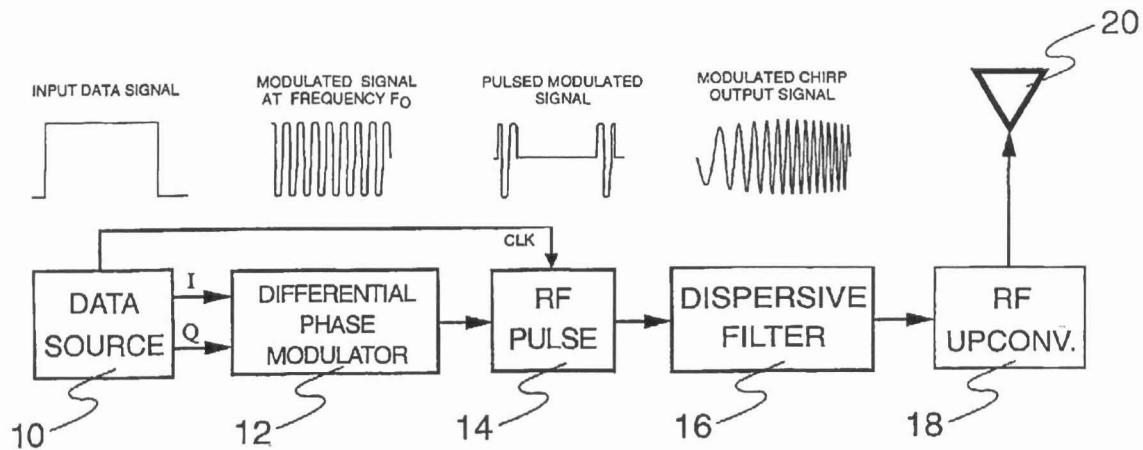 20
INPUT DATA SIGNAL
MODULATED SIGNAL
AT FREQUENCY FO
PULSED MODULATED
SIGNAL
MODULATED CHIRP
OUTPUT SIGNAL
CLK
DATA
SOURCE
I
Q
DIFFERENTIAL
PHASE
MODULATOR
RF
PULSE
DISPERSIVE
FILTER
RF
UPCONV.
10
12
14
16
18